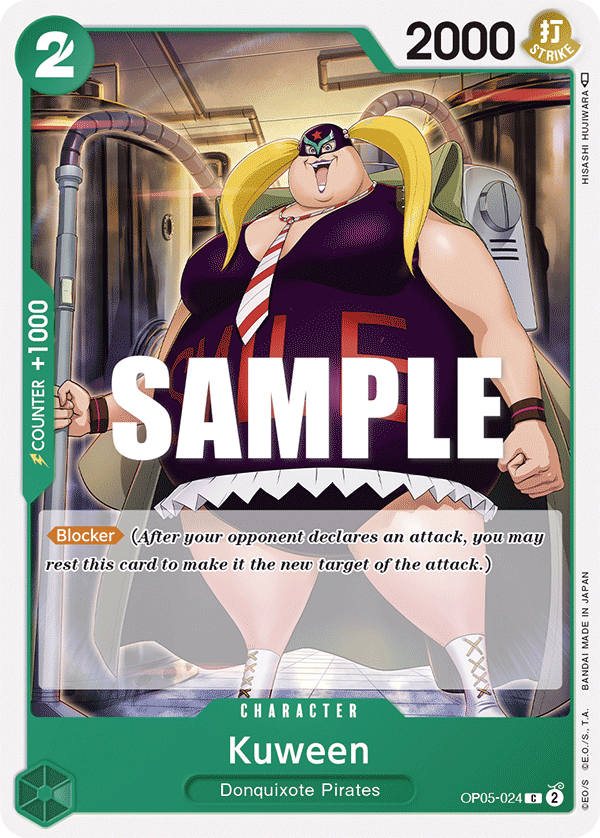 2
2000
打
STRIKE
HISASHI HUJIWARA
COUNTER +1000
SMILE
SAMPLE
Blocker (After your opponent declares an attack, you may
rest this card to make it the new target of the attack.)
CHARACTER
Kuween
Donquixote Pirates
OP05-024 C 2
©EO/S ©E.O./S., T.A. BANDAI MADE IN JAPAN